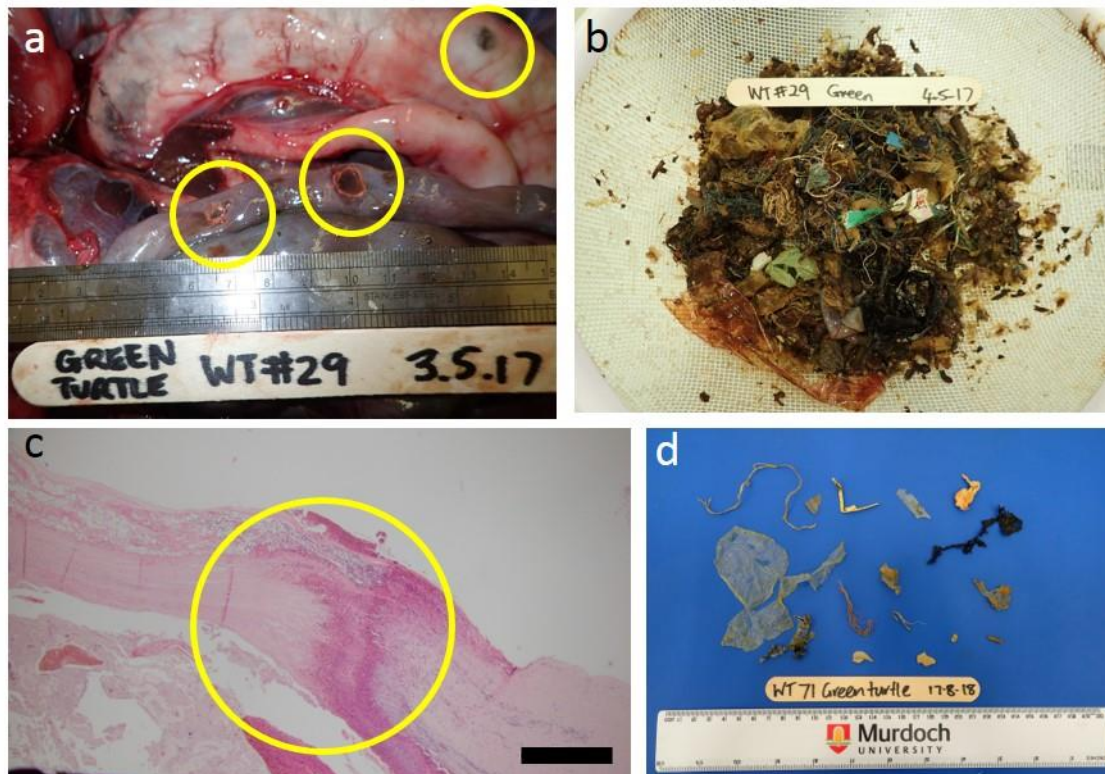 a
GREEN
TURTLE WT#29 3.5.17
b
WT#29 Green 4-5-17
c
d
WT 71 Green turtle 17-8-18
Murdoch
UNIVERSITY